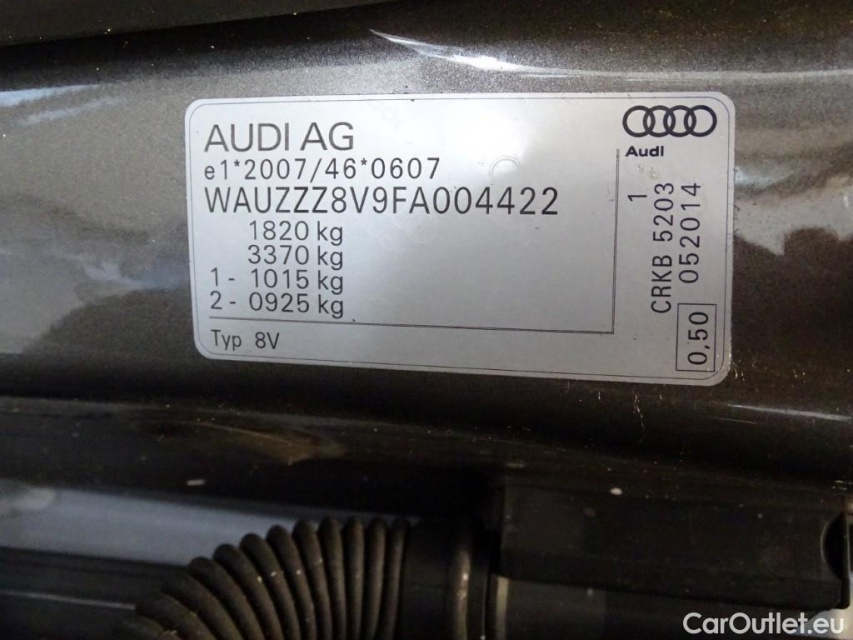 AUDI AG
e1*2007/46*0607
WAUZZZ8V9FA004422
1820 kg
3370 kg
1 - 1015 kg
2 - 0925 kg
Typ 8V
Audi
1
CRKB 5203
052014
0,50
CarOutlet.eu